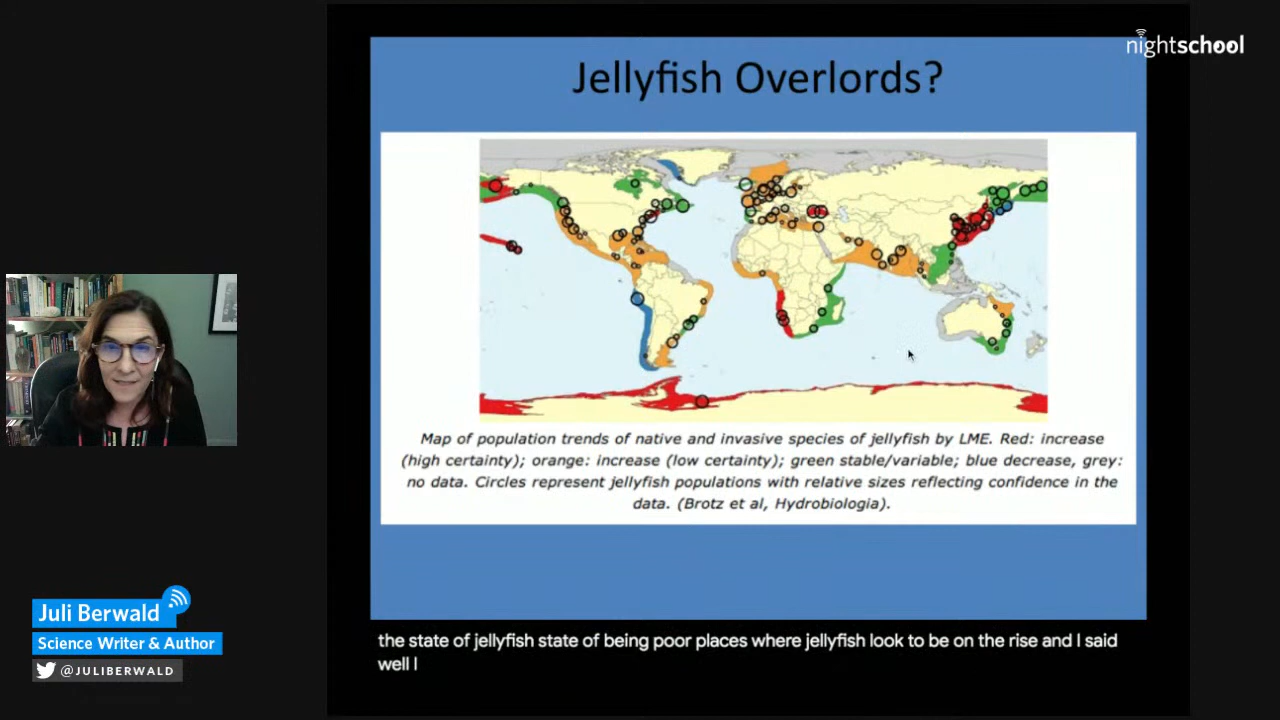 nightschool
Jellyfish Overlords?
Map of population trends of native and invasive species of jellyfish by LME. Red: increase
(high certainty); orange: increase (low certainty); green stable/variable; blue decrease, grey:
no data. Circles represent jellyfish populations with relative sizes reflecting confidence in the
data. (Brotz et al, Hydrobiologia).
Juli Berwald
Science Writer & Author
@JULIBERWALD
the state of jellyfish state of being poor places where jellyfish look to be on the rise and I said
well I